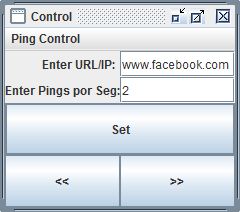 Control
Ping Control
Enter URL/IP: www.facebook.com
Enter Pings por Seg: 2
Set
<< >>